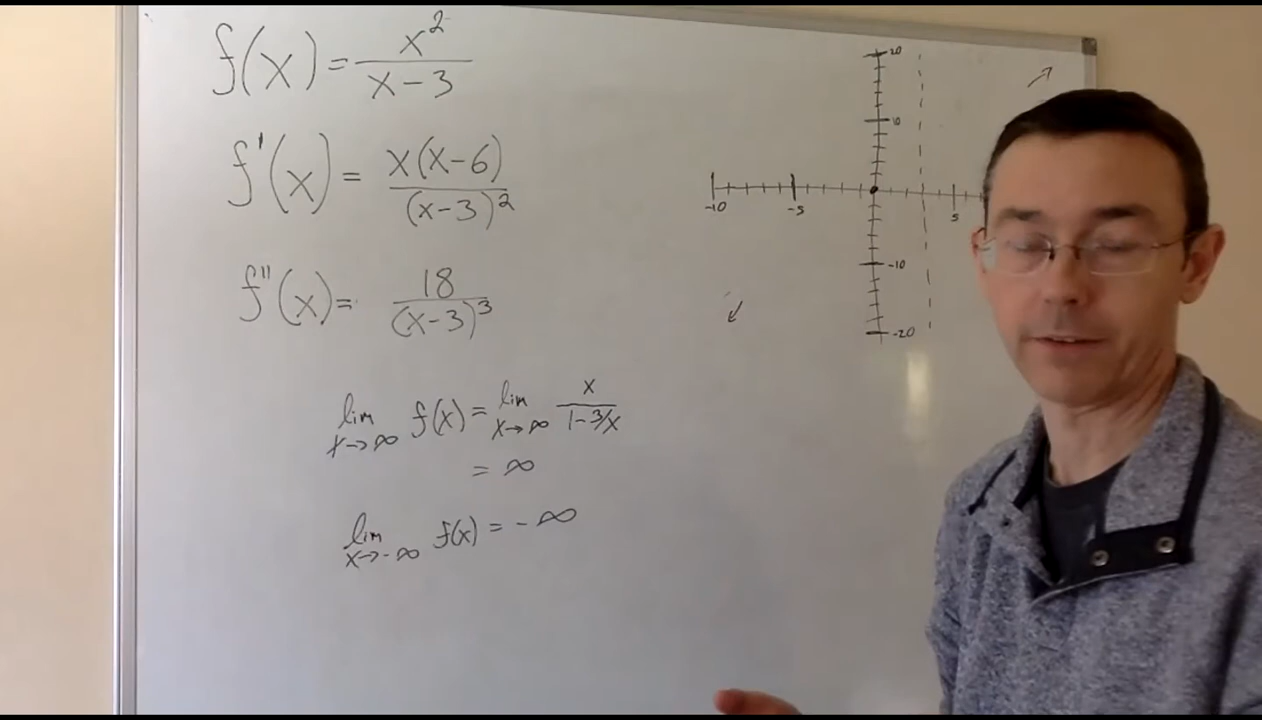 f(x) = x² / (x - 3)
f'(x) = x(x-6) / (x-3)²
f''(x) = 18 / (x-3)³
lim x→∞ f(x) = lim x→∞ x / (1-3/x)
= ∞
lim x→-∞ f(x) = -∞
20
10
-10 -5 5
-10
-20